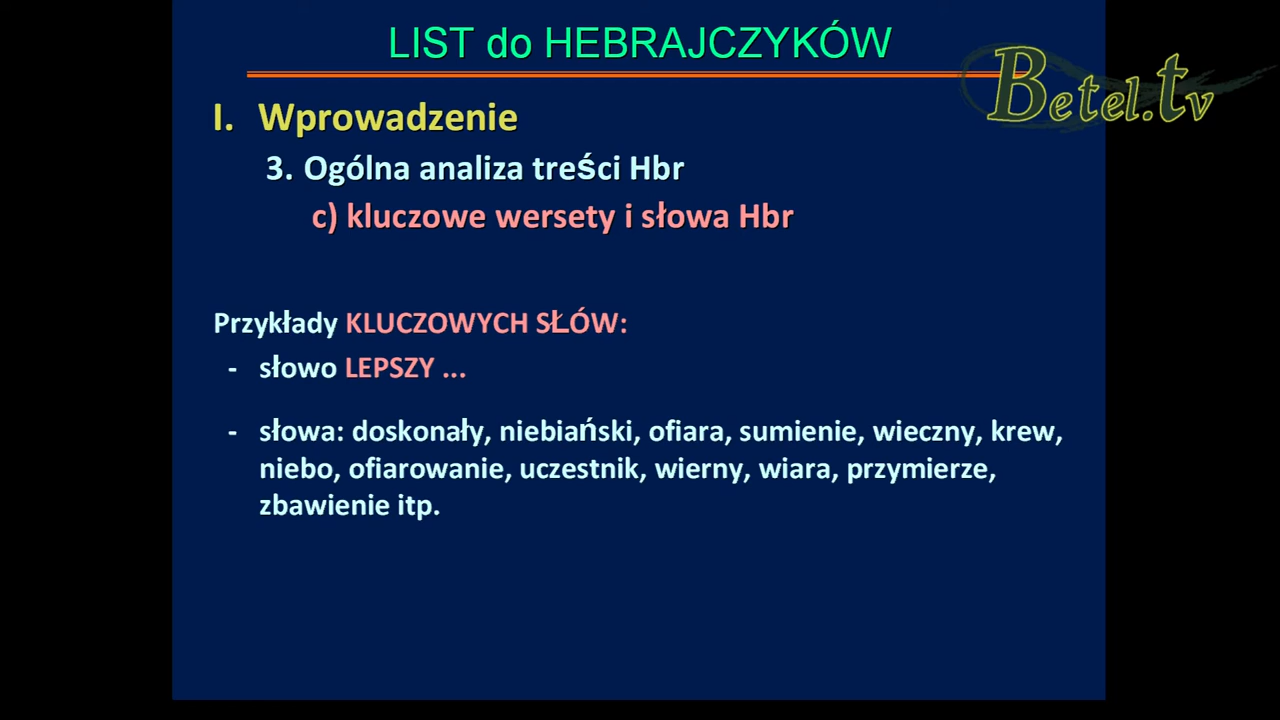 LIST do HEBRAJCZYKÓW
Betel.tv
I. Wprowadzenie
3. Ogólna analiza treści Hbr
c) kluczowe wersety i słowa Hbr
Przykłady KLUCZOWYCH SŁÓW:
- słowo LEPSZY ...
- słowa: doskonały, niebiański, ofiara, sumienie, wieczny, krew,
niebo, ofiarowanie, uczestnik, wierny, wiara, przymierze,
zbawienie itp.